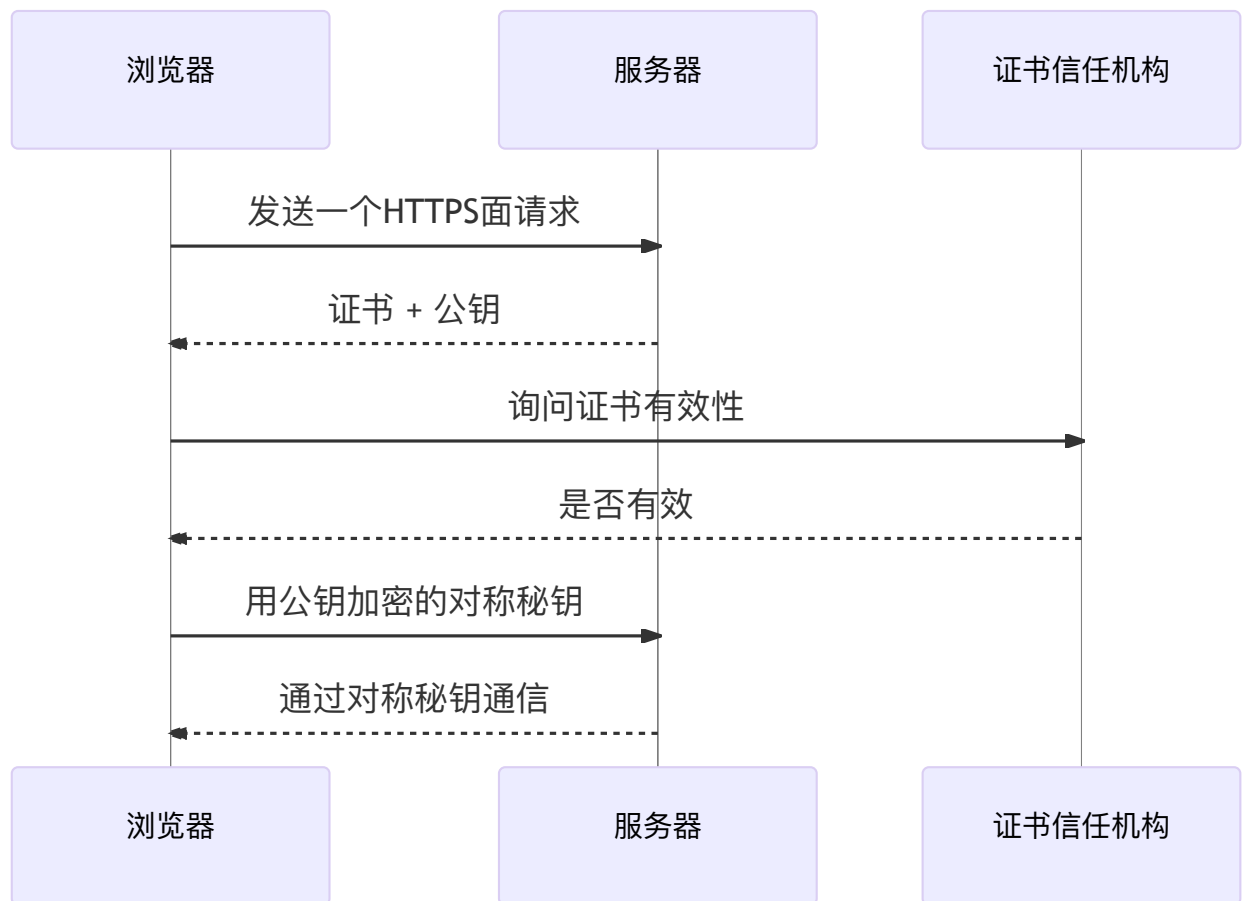 浏览器
服务器
证书信任机构
发送一个HTTPS面请求
证书 + 公钥
询问证书有效性
是否有效
用公钥加密的对称秘钥
通过对称秘钥通信
浏览器
服务器
证书信任机构